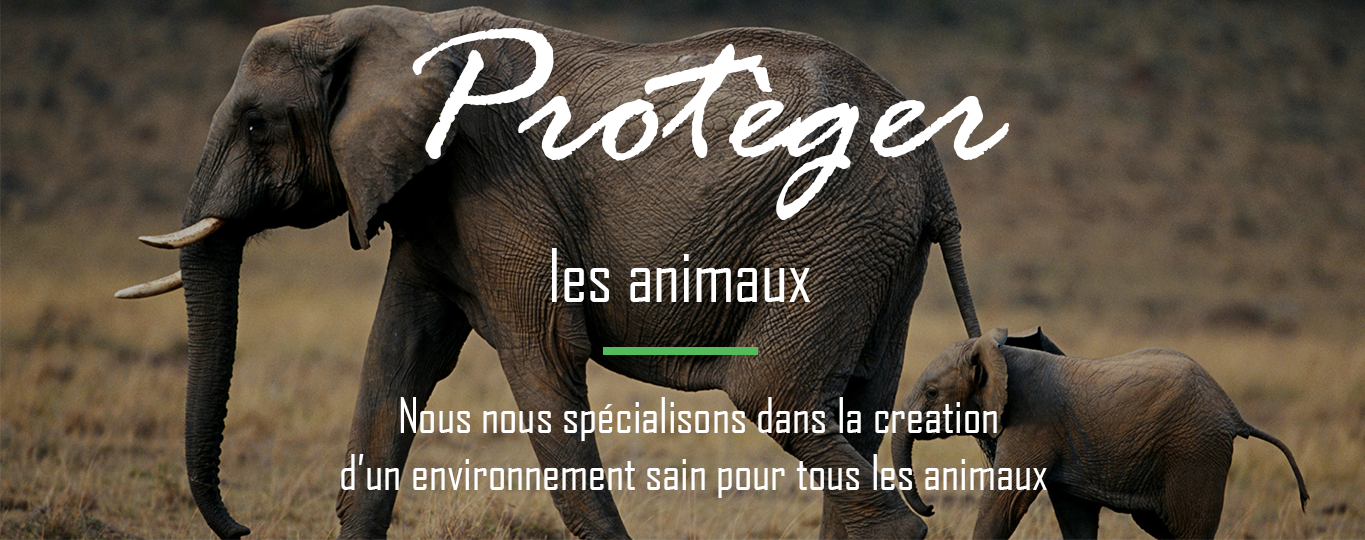 Protèger
les animaux
Nous nous spécialisons dans la creation
d'un environnement sain pour tous les animaux